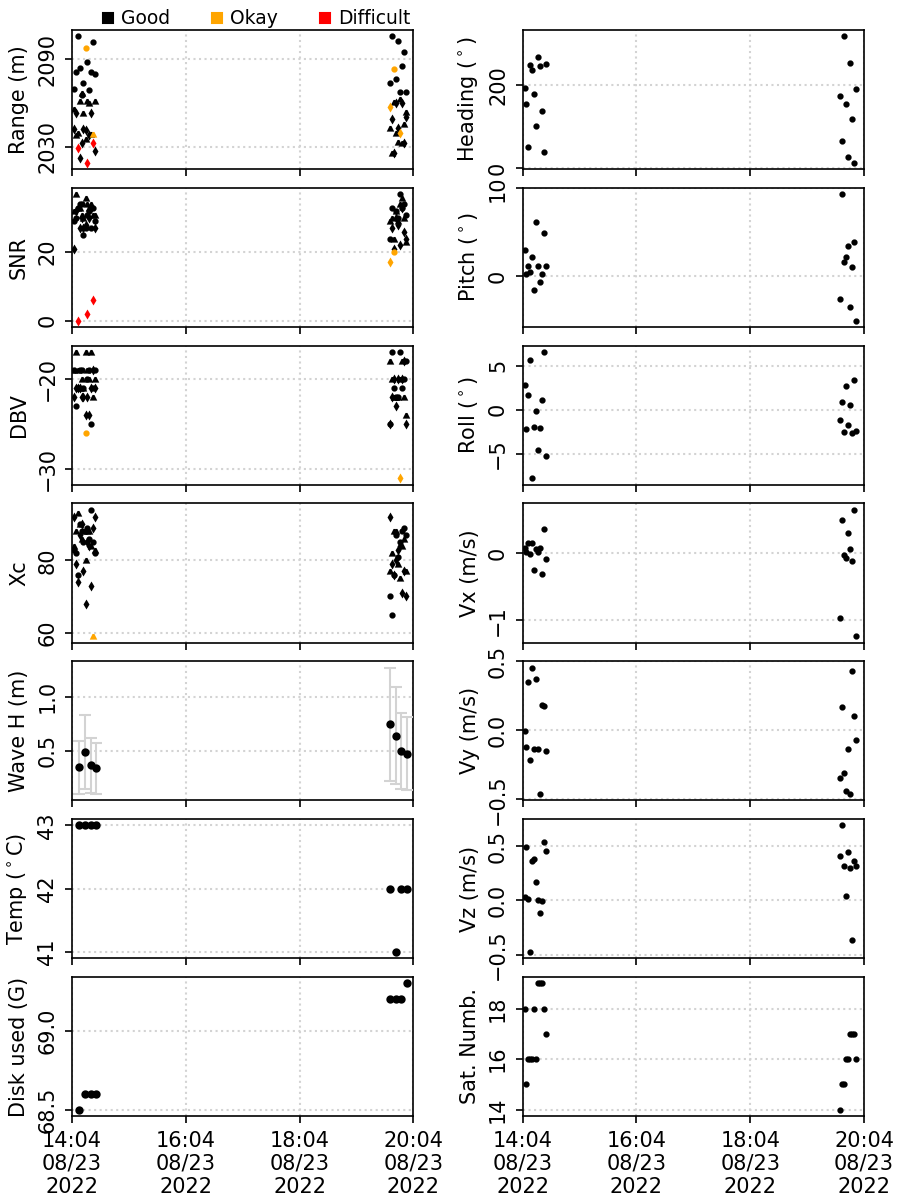 Good Okay Difficult
Range (m)
2090
2030
Heading (°)
200
0
SNR
20
0
Pitch (°)
10
0
DBV
−20
−30
Roll (°)
5
0
−5
Xc
80
60
Vx (m/s)
0
−1
Wave H (m)
1.0
0.5
Vy (m/s)
0.5
0.0
−0.5
Temp (°C)
43
42
41
Vz (m/s)
0.5
0.0
−0.5
Disk used (G)
69.0
68.5
Sat. Numb.
18
16
14
14:04 16:04 18:04 20:04 14:04 16:04 18:04 20:04
08/23 08/23 08/23 08/23 08/23 08/23 08/23 08/23
2022 2022 2022 2022 2022 2022 2022 2022